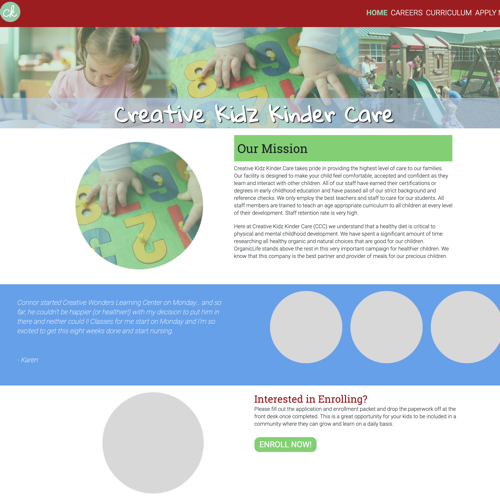 ck
HOME CAREERS CURRICULUM APPLY
Creative Kidz Kinder Care
Our Mission
Creative Kidz Kinder Care takes pride in providing the highest level of care to our families.
Our facility is designed to make your child feel comfortable, accepted and confident as they
learn and interact with other children. All of our staff have earned their certifications or
degrees in early childhood education and have passed all of our strict background and
reference checks. We only employ the best teachers and staff to care for our students. All
staff members are trained to teach an age appropriate curriculum to all children at every level
of their development. Staff retention rate is very high.
Here at Creative Kidz Kinder Care (CCC) we understand that a healthy diet is critical to
physical and mental childhood development. We have spent a significant amount of time
researching all healthy organic and natural choices that are good for our children.
OrganicLife stands above the rest in this very important campaign for healthier children. We
know that this company is the best partner and provider of meals for our precious children.
Connor started Creative Wonders Learning Center on Monday...and so
far, he couldn't be happier (or healthier!) with my decision to put him in
there and neither could I! Classes for me start on Monday and I'm so
excited to get this eight weeks done and start nursing.
- Karen
Interested in Enrolling?
Please fill out the application and enrollment packet and drop the paperwork off at the
front desk once completed. This is a great opportunity for your kids to be included in a
community where they can grow and learn on a daily basis.
ENROLL NOW!